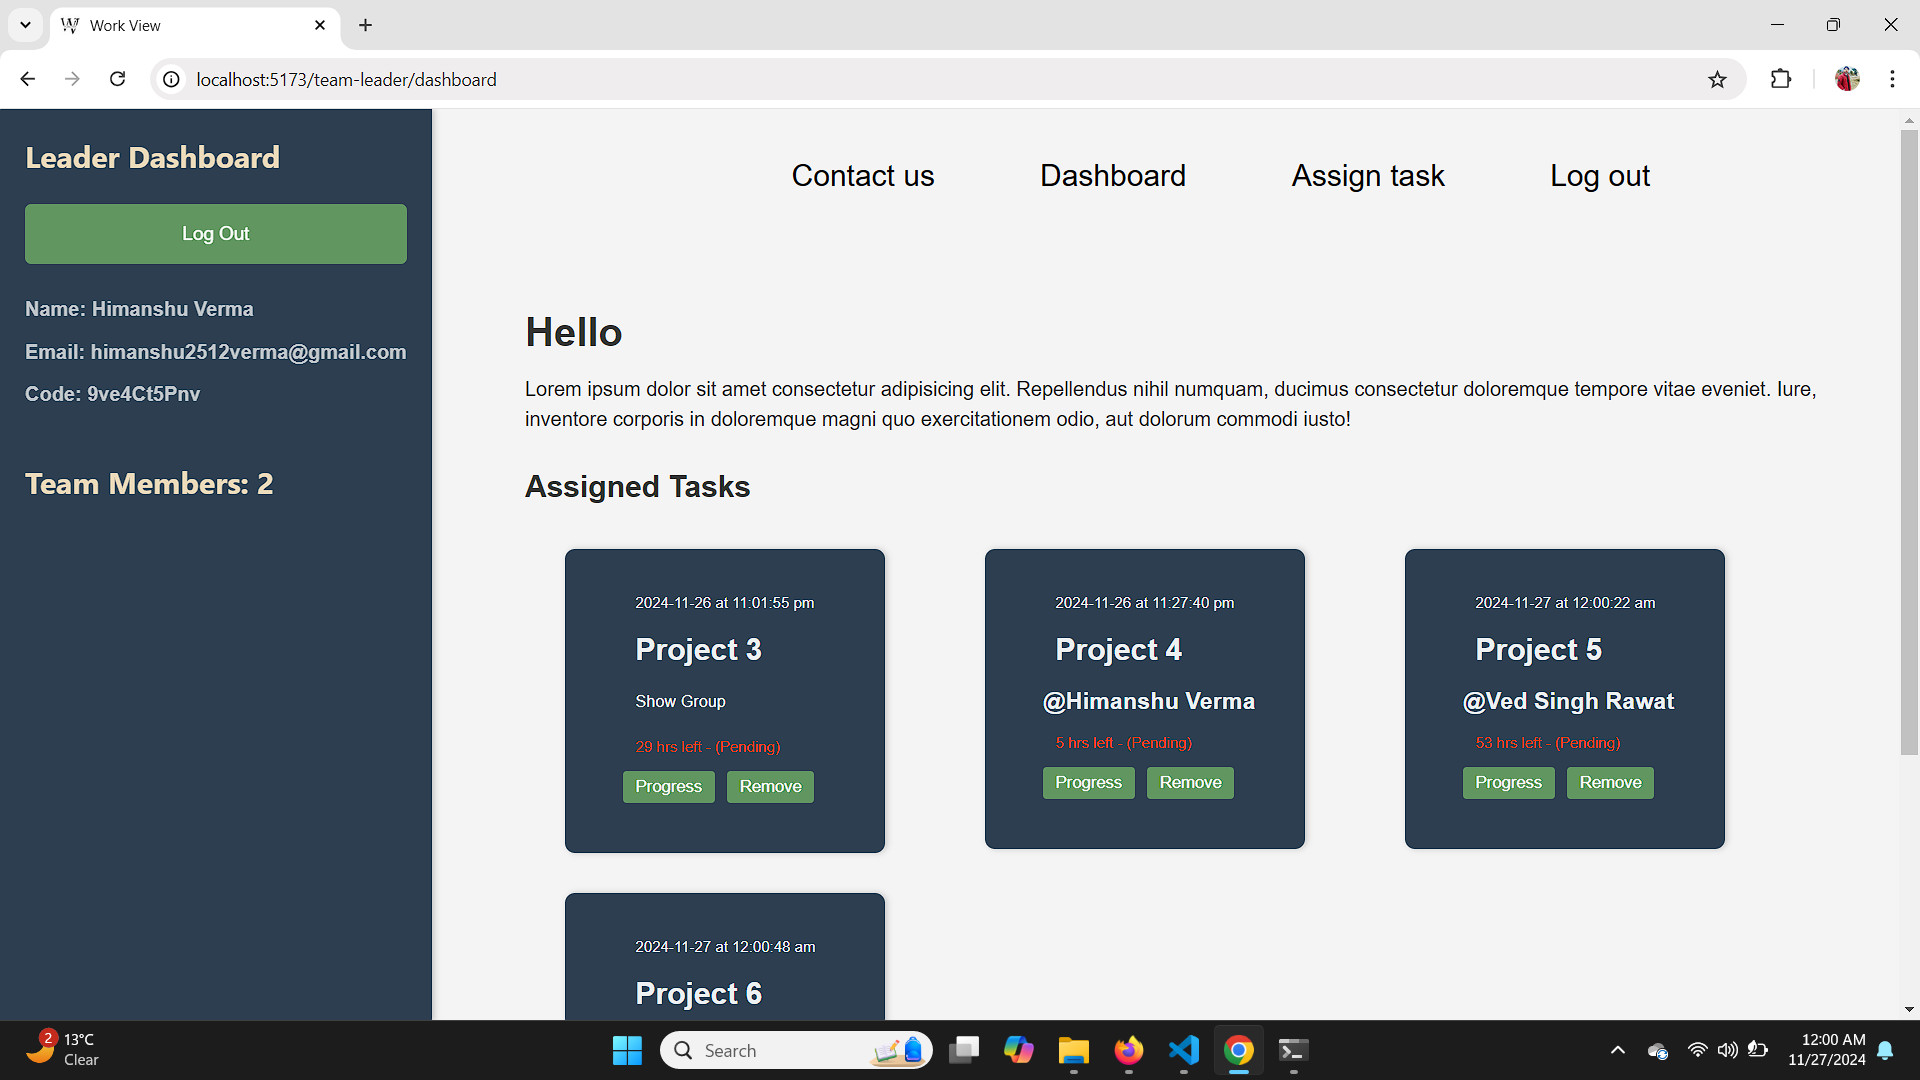 Work View
localhost:5173/team-leader/dashboard
Leader Dashboard
Log Out
Name: Himanshu Verma
Email: himanshu2512verma@gmail.com
Code: 9ve4Ct5Pnv
Team Members: 2
Contact us Dashboard Assign task Log out
Hello
Lorem ipsum dolor sit amet consectetur adipisicing elit. Repellendus nihil numquam, ducimus consectetur doloremque tempore vitae eveniet. Iure,
inventore corporis in doloremque magni quo exercitationem odio, aut dolorum commodi iusto!
Assigned Tasks
2024-11-26 at 11:01:55 pm
Project 3
Show Group
29 hrs left - (Pending)
Progress Remove
2024-11-26 at 11:27:40 pm
Project 4
@Himanshu Verma
5 hrs left - (Pending)
Progress Remove
2024-11-27 at 12:00:22 am
Project 5
@Ved Singh Rawat
53 hrs left - (Pending)
Progress Remove
2024-11-27 at 12:00:48 am
Project 6
2
13°C
Clear
Search
12:00 AM
11/27/2024